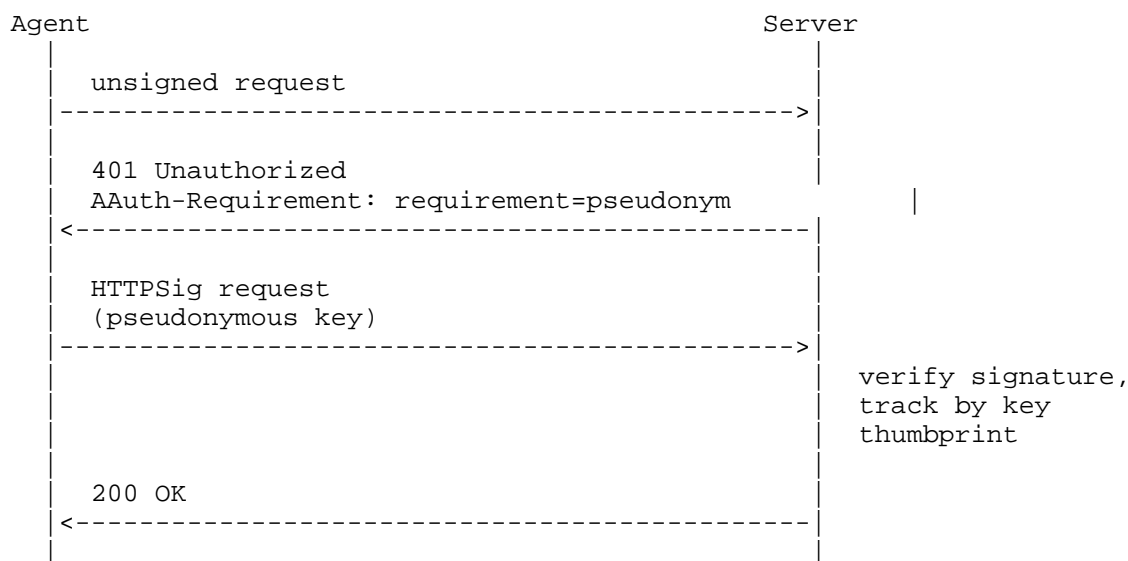 Agent Server
unsigned request
401 Unauthorized
AAuth-Requirement: requirement=pseudonym
HTTPSig request
(pseudonymous key)
verify signature,
track by key
thumbprint
200 OK